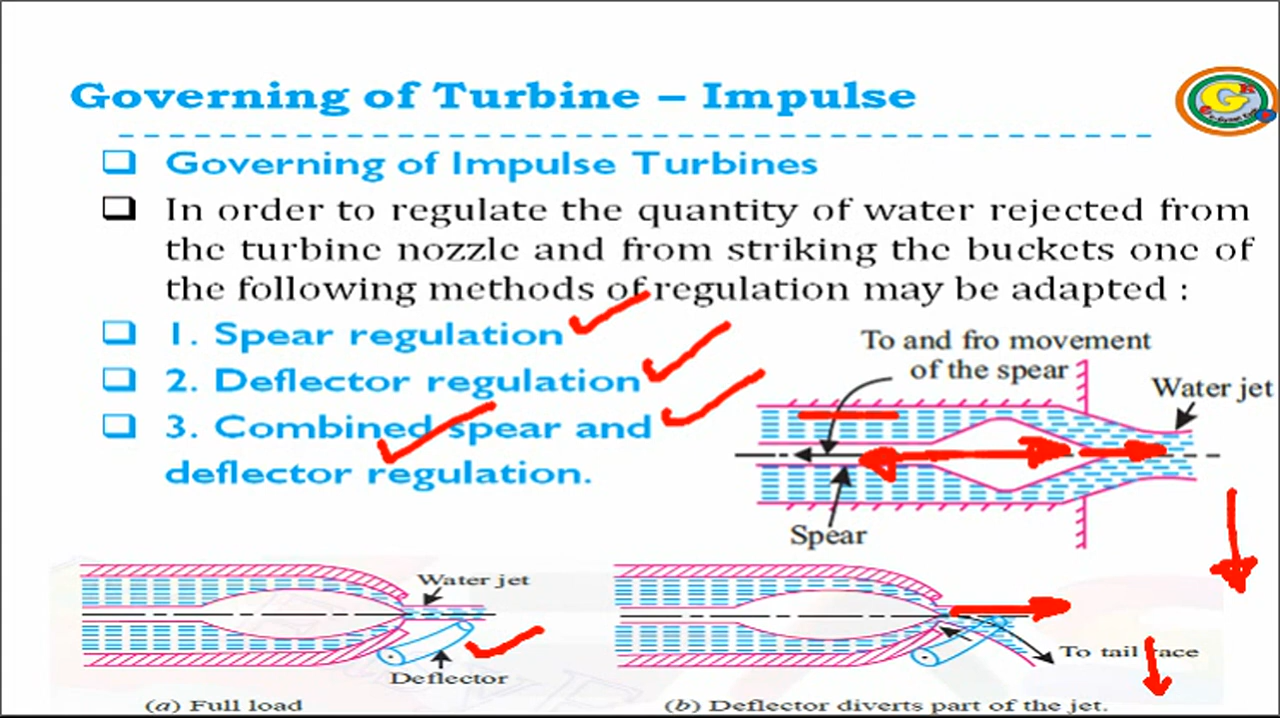 Governing of Turbine – Impulse
Governing of Impulse Turbines
In order to regulate the quantity of water rejected from
the turbine nozzle and from striking the buckets one of
the following methods of regulation may be adapted :
1. Spear regulation
2. Deflector regulation
3. Combined spear and
deflector regulation.
To and fro movement
of the spear
Water jet
Spear
Water jet
Deflector
(a) Full load
To tail race
(b) Deflector diverts part of the jet.